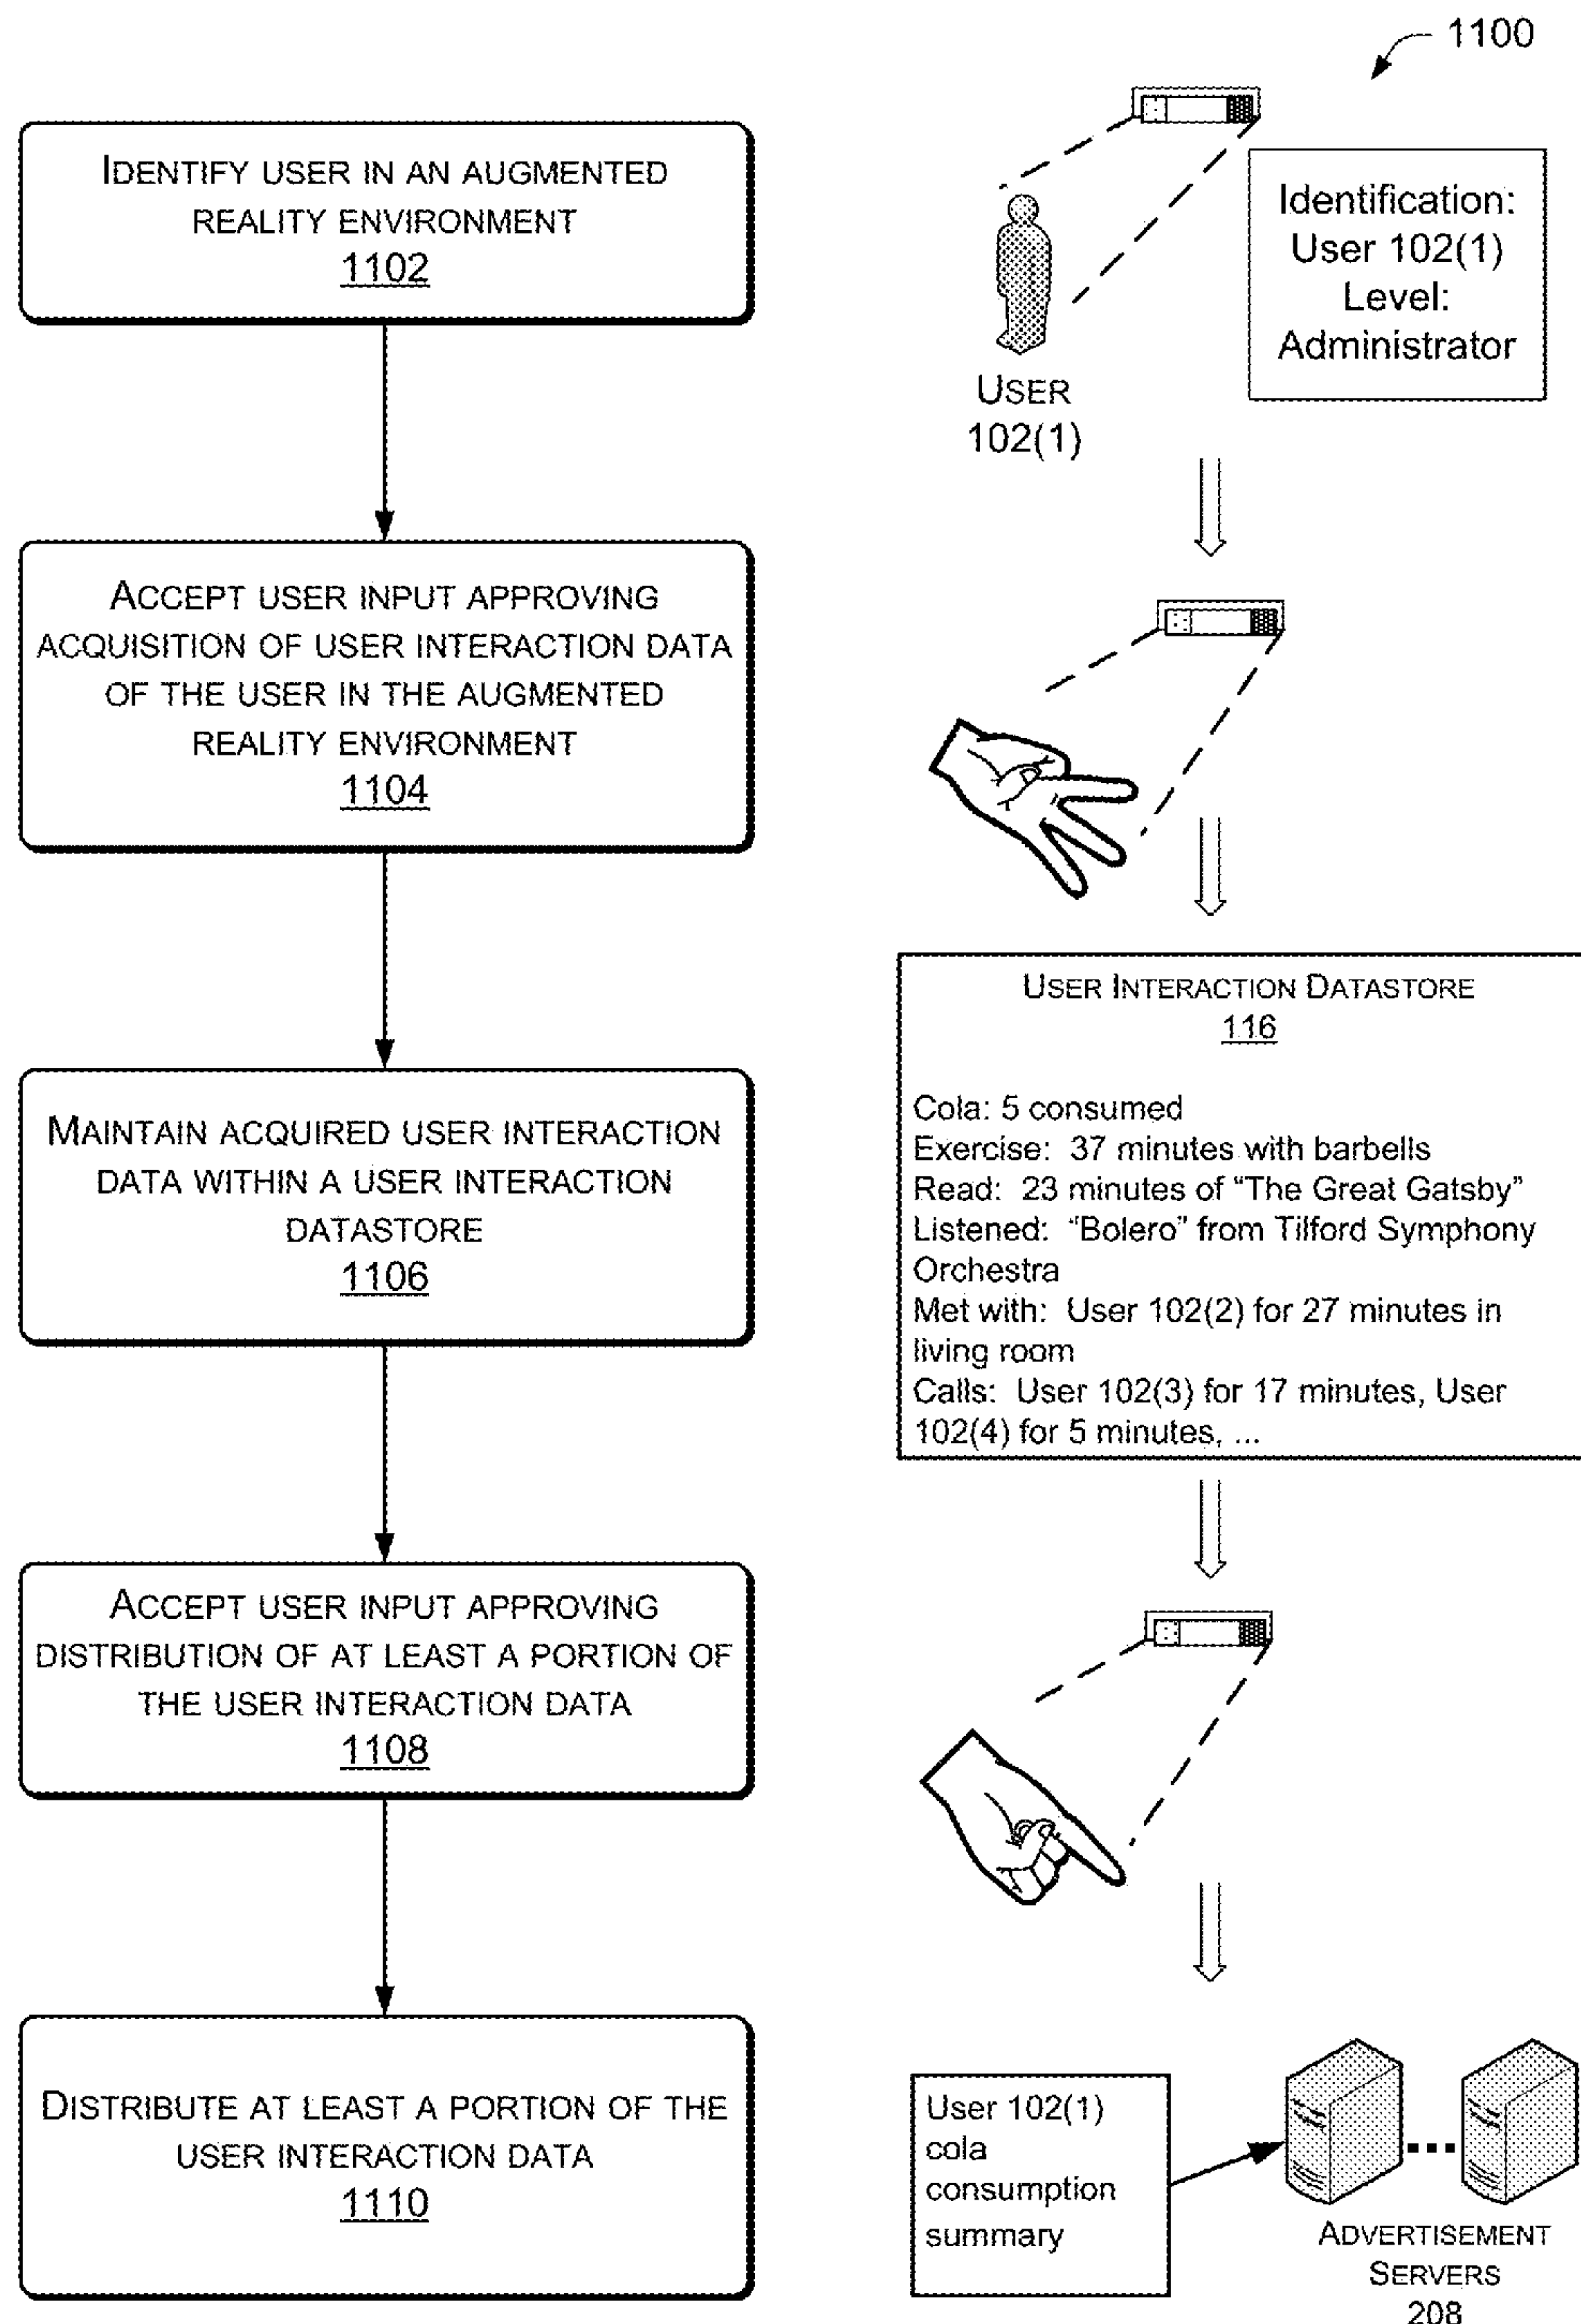 1100
IDENTIFY USER IN AN AUGMENTED
REALITY ENVIRONMENT
1102
Identification:
User 102(1)
Level:
Administrator
USER
102(1)
ACCEPT USER INPUT APPROVING
ACQUISITION OF USER INTERACTION DATA
OF THE USER IN THE AUGMENTED
REALITY ENVIRONMENT
1104
MAINTAIN ACQUIRED USER INTERACTION
DATA WITHIN A USER INTERACTION
DATASTORE
1106
USER INTERACTION DATASTORE
116
Cola: 5 consumed
Exercise: 37 minutes with barbells
Read: 23 minutes of “The Great Gatsby”
Listened: “Bolero” from Tilford Symphony
Orchestra
Met with: User 102(2) for 27 minutes in
living room
Calls: User 102(3) for 17 minutes, User
102(4) for 5 minutes, ...
ACCEPT USER INPUT APPROVING
DISTRIBUTION OF AT LEAST A PORTION OF
THE USER INTERACTION DATA
1108
DISTRIBUTE AT LEAST A PORTION OF THE
USER INTERACTION DATA
1110
User 102(1)
cola
consumption
summary
ADVERTISEMENT
SERVERS
208